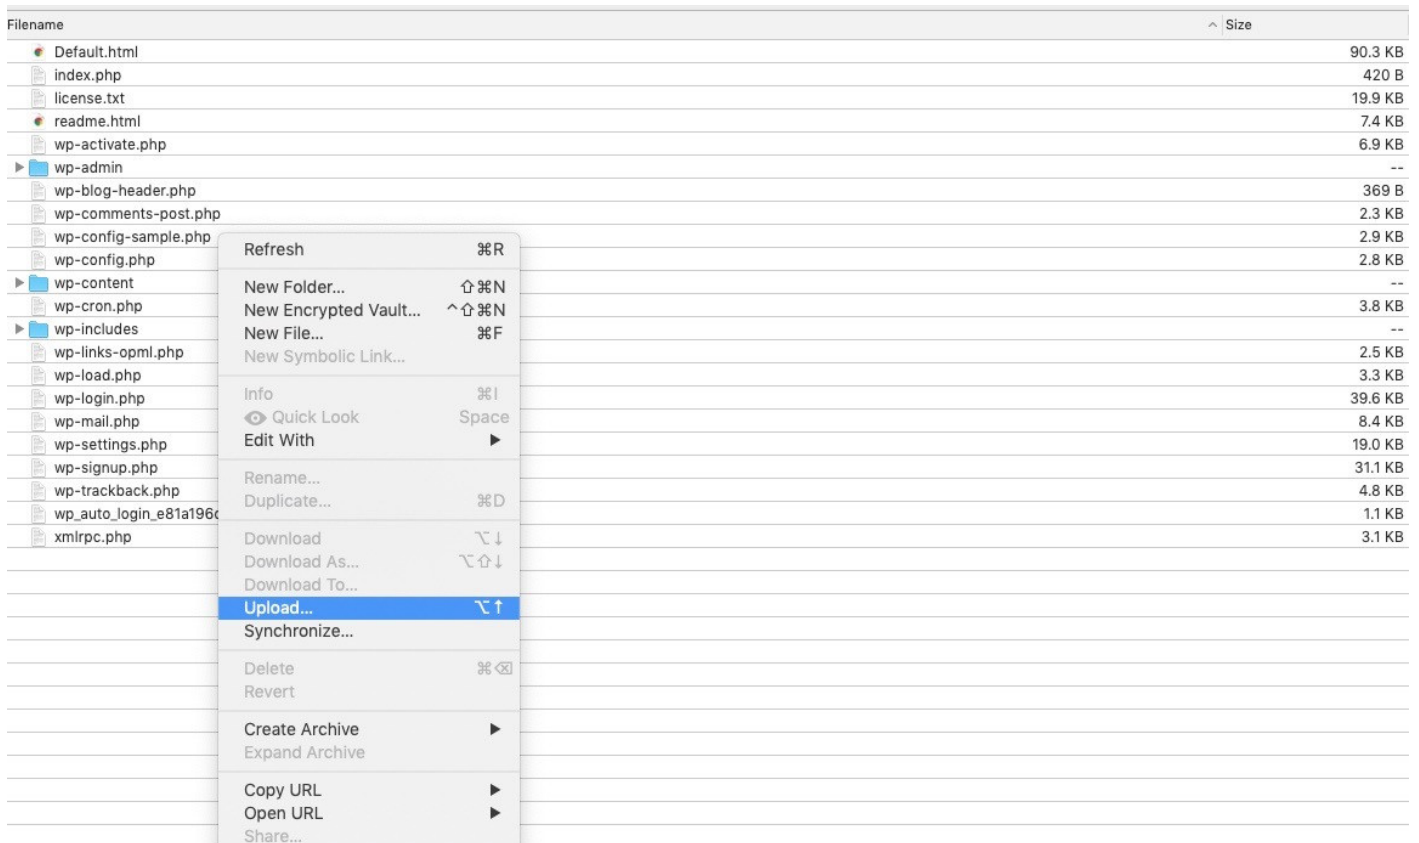 Filename Size
Default.html 90.3 KB
index.php 420 B
license.txt 19.9 KB
readme.html 7.4 KB
wp-activate.php 6.9 KB
wp-admin --
wp-blog-header.php 369 B
wp-comments-post.php 2.3 KB
wp-config-sample.php 2.9 KB
wp-config.php 2.8 KB
wp-content --
wp-cron.php 3.8 KB
wp-includes --
wp-links-opml.php 2.5 KB
wp-load.php 3.3 KB
wp-login.php 39.6 KB
wp-mail.php 8.4 KB
wp-settings.php 19.0 KB
wp-signup.php 31.1 KB
wp-trackback.php 4.8 KB
wp_auto_login_e81a196 1.1 KB
xmlrpc.php 3.1 KB
Refresh ⌘R
New Folder... ⇧⌘N
New Encrypted Vault... ^⇧⌘N
New File... ⌘F
New Symbolic Link...
Info ⌘I
Quick Look Space
Edit With
Rename...
Duplicate... ⌘D
Download ⌥↓
Download As... ⌥⇧↓
Download To...
Upload... ⌥↑
Synchronize...
Delete ⌘⌫
Revert
Create Archive
Expand Archive
Copy URL
Open URL
Share...